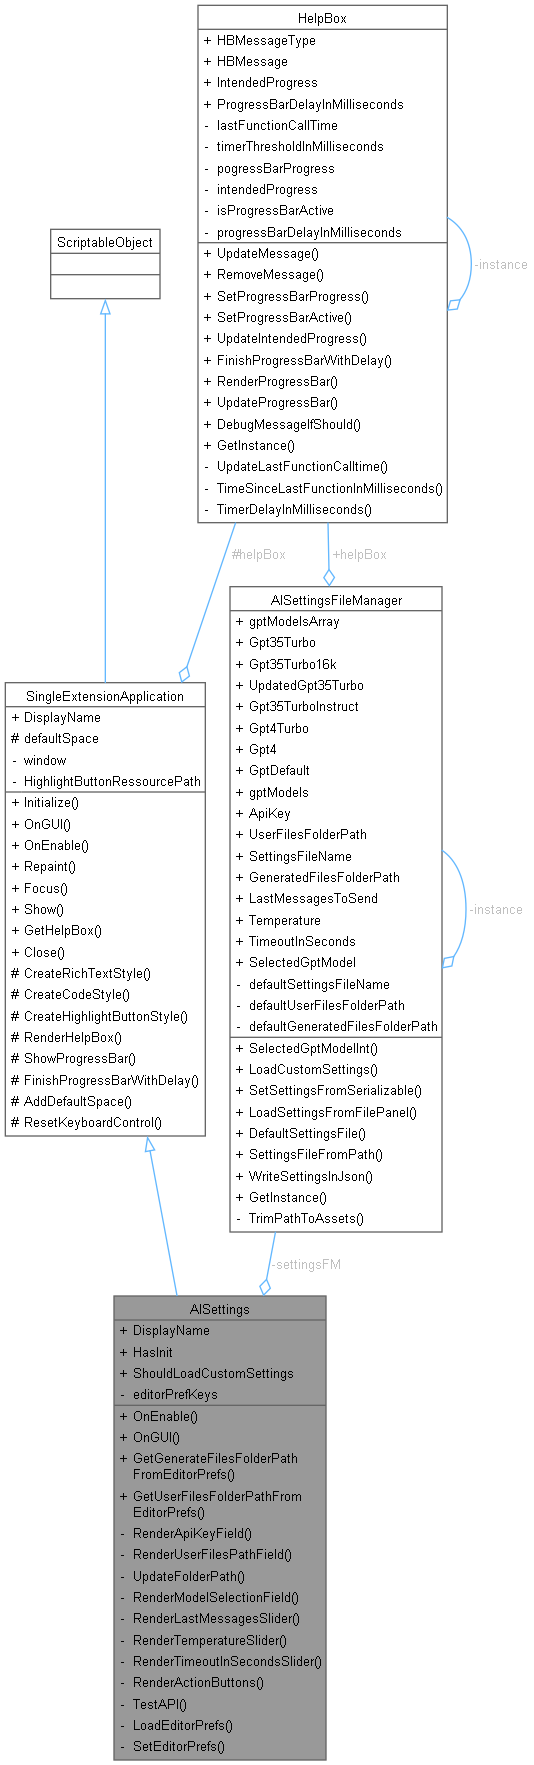 HelpBox
+ HBMessageType
+ HBMessage
+ IntendedProgress
+ ProgressBarDelayInMilliseconds
- lastFunctionCallTime
- timerThresholdInMilliseconds
- pogressBarProgress
- intendedProgress
- isProgressBarActive
- progressBarDelayInMilliseconds
+ UpdateMessage()
+ RemoveMessage()
+ SetProgressBarProgress()
+ SetProgressBarActive()
+ UpdateIntendedProgress()
+ FinishProgressBarWithDelay()
+ RenderProgressBar()
+ UpdateProgressBar()
+ DebugMessageIfShould()
+ GetInstance()
- UpdateLastFunctionCalltime()
- TimeSinceLastFunctionInMilliseconds()
- TimerDelayInMilliseconds()
-instance
ScriptableObject
#helpBox
+helpBox
AISettingsFileManager
+ gptModelsArray
+ Gpt35Turbo
+ Gpt35Turbo16k
+ UpdatedGpt35Turbo
+ Gpt35TurboInstruct
+ Gpt4Turbo
+ Gpt4
+ GptDefault
+ gptModels
+ ApiKey
+ UserFilesFolderPath
+ SettingsFileName
+ GeneratedFilesFolderPath
+ LastMessagesToSend
+ Temperature
+ TimeoutInSeconds
+ SelectedGptModel
- defaultSettingsFileName
- defaultUserFilesFolderPath
- defaultGeneratedFilesFolderPath
+ SelectedGptModelInt()
+ LoadCustomSettings()
+ SetSettingsFromSerializable()
+ LoadSettingsFromFilePanel()
+ DefaultSettingsFile()
+ SettingsFileFromPath()
+ WriteSettingsInJson()
+ GetInstance()
- TrimPathToAssets()
-instance
SingleExtensionApplication
+ DisplayName
# defaultSpace
- window
- HighlightButtonRessourcePath
+ Initialize()
+ OnGUI()
+ OnEnable()
+ Repaint()
+ Focus()
+ Show()
+ GetHelpBox()
+ Close()
# CreateRichTextStyle()
# CreateCodeStyle()
# CreateHighlightButtonStyle()
# RenderHelpBox()
# ShowProgressBar()
# FinishProgressBarWithDelay()
# AddDefaultSpace()
# ResetKeyboardControl()
-settingsFM
AISettings
+ DisplayName
+ HasInit
+ ShouldLoadCustomSettings
- editorPrefKeys
+ OnEnable()
+ OnGUI()
+ GetGenerateFilesFolderPath
FromEditorPrefs()
+ GetUserFilesFolderPathFrom
EditorPrefs()
- RenderApiKeyField()
- RenderUserFilesPathField()
- UpdateFolderPath()
- RenderModelSelectionField()
- RenderLastMessagesSlider()
- RenderTemperatureSlider()
- RenderTimeoutInSecondsSlider()
- RenderActionButtons()
- TestAPI()
- LoadEditorPrefs()
- SetEditorPrefs()